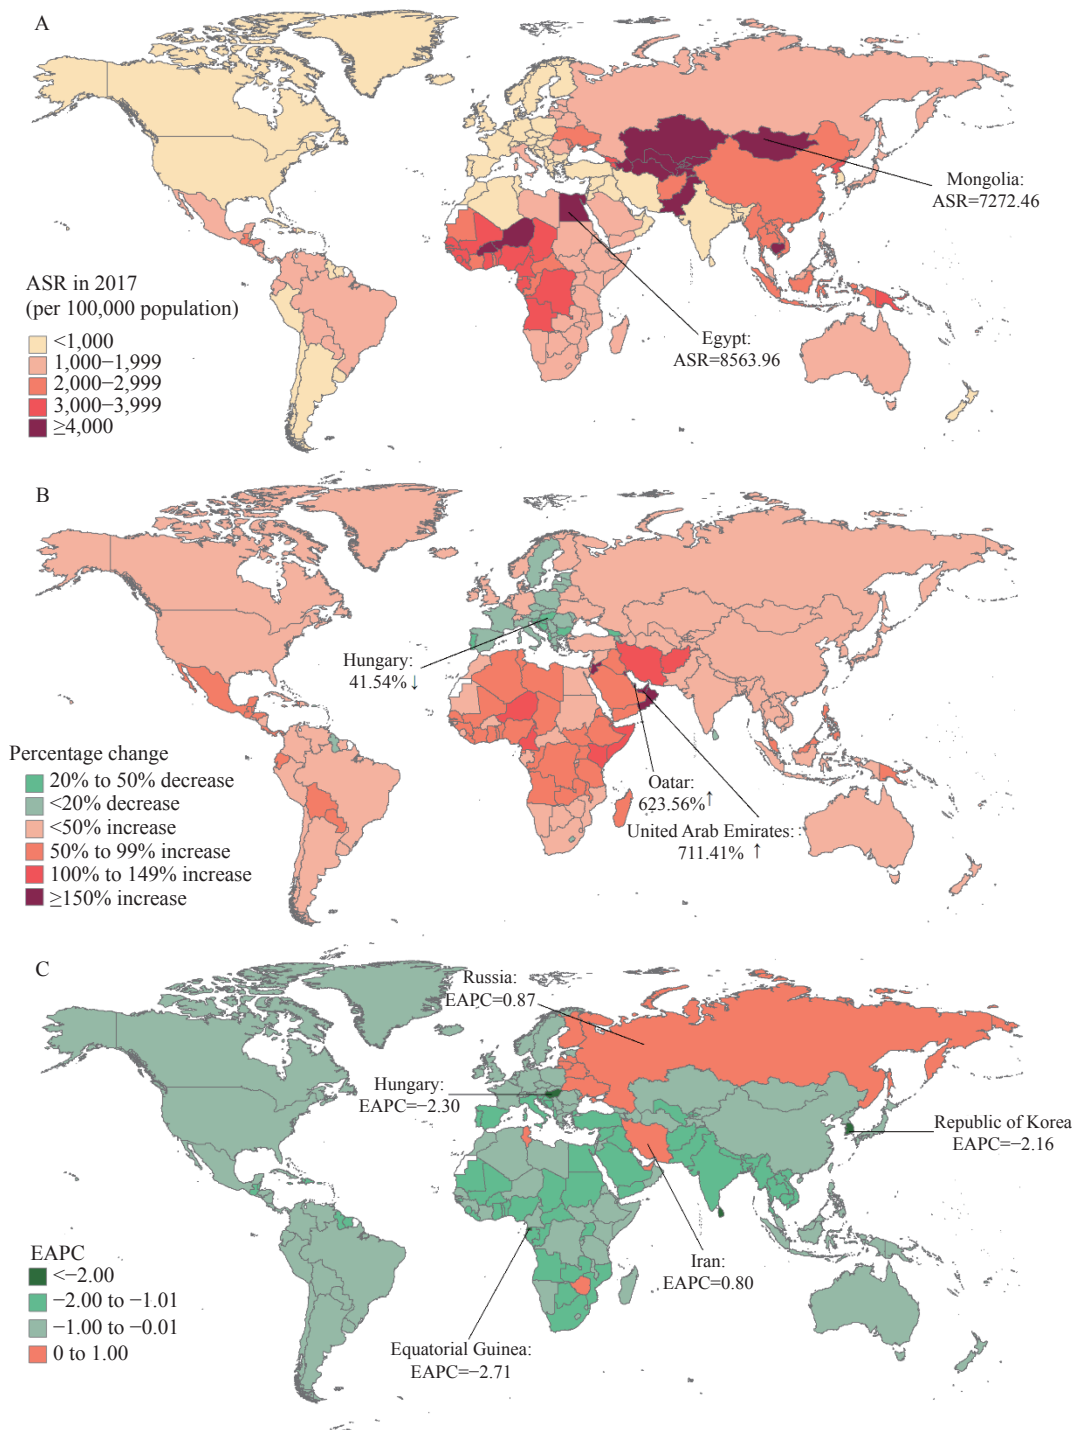 A
Mongolia:
ASR=7272.46
Egypt:
ASR=8563.96
ASR in 2017
(per 100,000 population)
<1,000
1,000−1,999
2,000−2,999
3,000−3,999
≥4,000
B
Hungary:
41.54%↓
Qatar:
623.56%↑
United Arab Emirates:
711.41% ↑
Percentage change
20% to 50% decrease
<20% decrease
<50% increase
50% to 99% increase
100% to 149% increase
≥150% increase
C
Russia:
EAPC=0.87
Hungary:
EAPC=−2.30
Republic of Korea
EAPC=−2.16
Iran:
EAPC=0.80
Equatorial Guinea:
EAPC=−2.71
EAPC
<−2.00
−2.00 to −1.01
−1.00 to −0.01
0 to 1.00